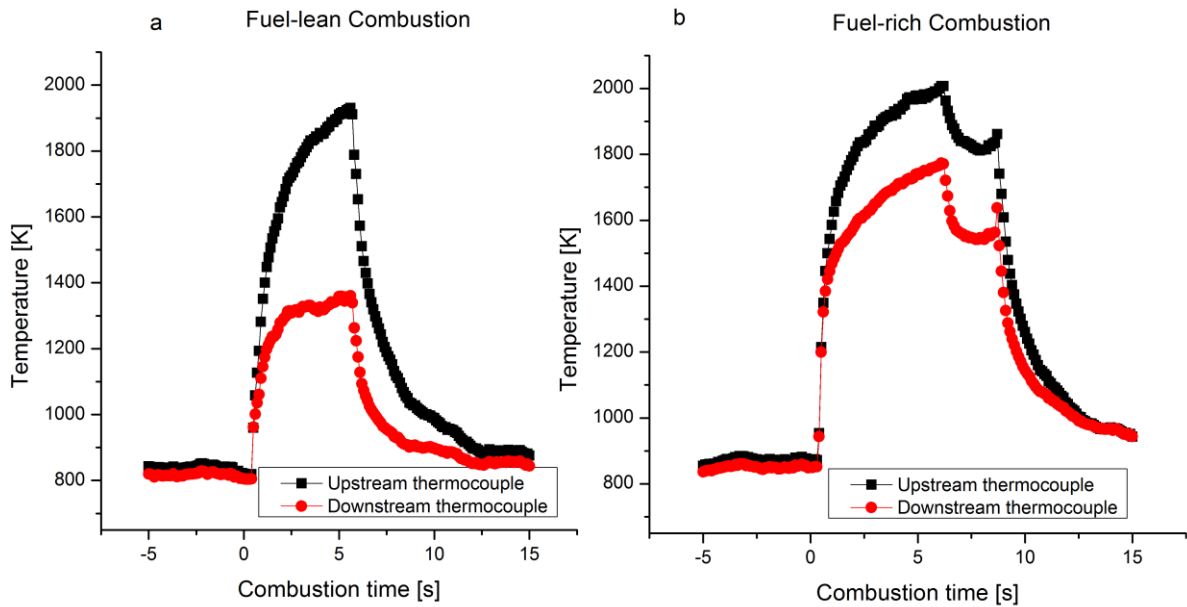 a
Fuel-lean Combustion
Temperature [K]
2000
1800
1600
1400
1200
1000
800
-5
0
5
10
15
Combustion time [s]
Upstream thermocouple
Downstream thermocouple
b
Fuel-rich Combustion
Temperature [K]
2000
1800
1600
1400
1200
1000
800
-5
0
5
10
15
Combustion time [s]
Upstream thermocouple
Downstream thermocouple